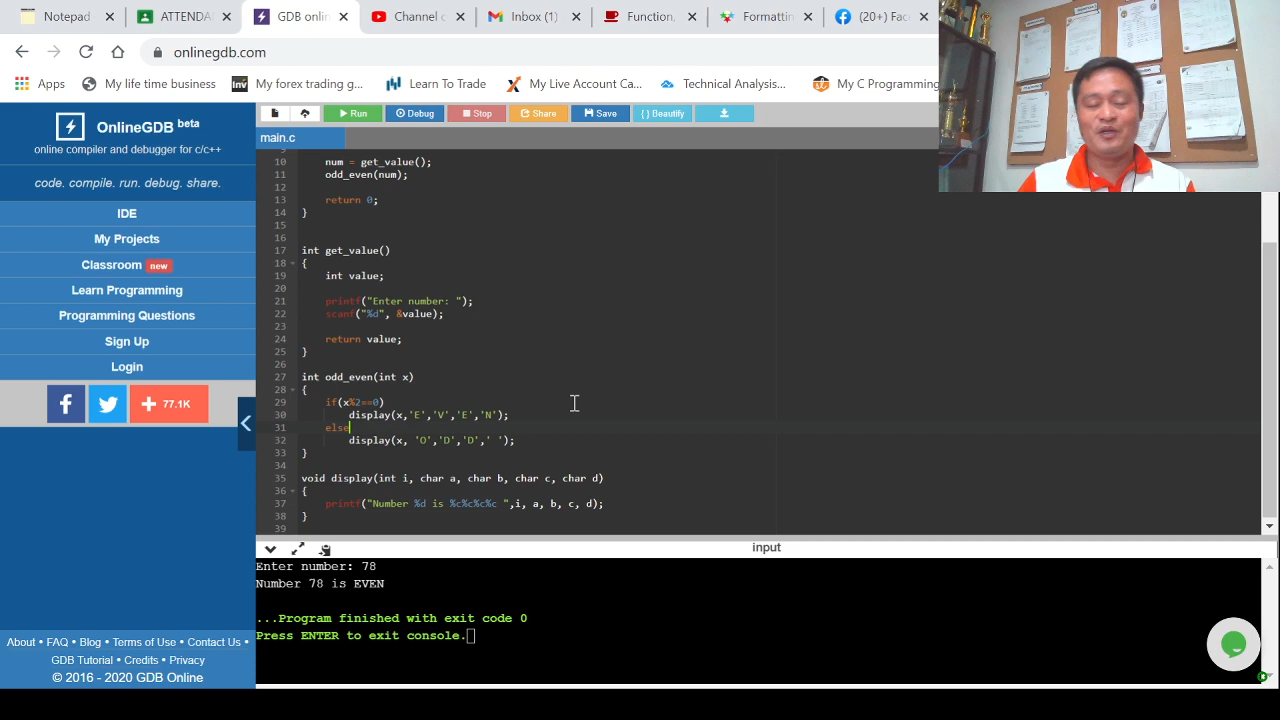 Notepad
ATTENDA
GDB onlin
Channel c
Inbox (1)
Function,
Formattin
(20+) Fac
onlinegdb.com
Apps
My life time business
My forex trading g...
Learn To Trade
My Live Account Ca...
Technical Analysis...
My C Programming
OnlineGDB beta
online compiler and debugger for c/c++
code. compile. run. debug. share.
IDE
My Projects
Classroom new
Learn Programming
Programming Questions
Sign Up
Login
77.1K
About • FAQ • Blog • Terms of Use • Contact Us •
GDB Tutorial • Credits • Privacy
© 2016 - 2020 GDB Online
Run Debug Stop Share Save { } Beautify
main.c
10 num = get_value();
11 odd_even(num);
12
13 return 0;
14 }
15
16
17 int get_value()
18 {
19 int value;
20
21 printf("Enter number: ");
22 scanf("%d", &value);
23
24 return value;
25 }
26
27 int odd_even(int x)
28 {
29 if(x%2==0)
30 display(x,'E','V','E','N');
31 else
32 display(x, 'O','D','D',' ');
33 }
34
35 void display(int i, char a, char b, char c, char d)
36 {
37 printf("Number %d is %c%c%c%c ",i, a, b, c, d);
38 }
39
input
Enter number: 78
Number 78 is EVEN
...Program finished with exit code 0
Press ENTER to exit console.